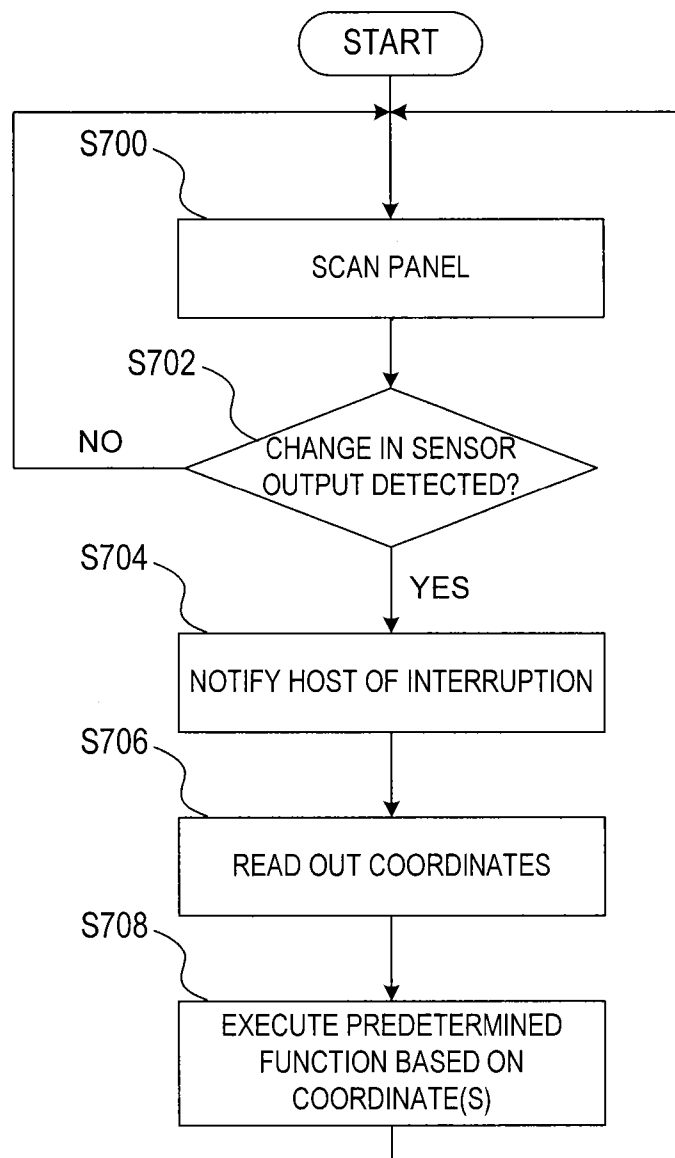 START
S700
SCAN PANEL
S702
CHANGE IN SENSOR
OUTPUT DETECTED?
NO
YES
S704
NOTIFY HOST OF INTERRUPTION
S706
READ OUT COORDINATES
S708
EXECUTE PREDETERMINED
FUNCTION BASED ON
COORDINATE(S)